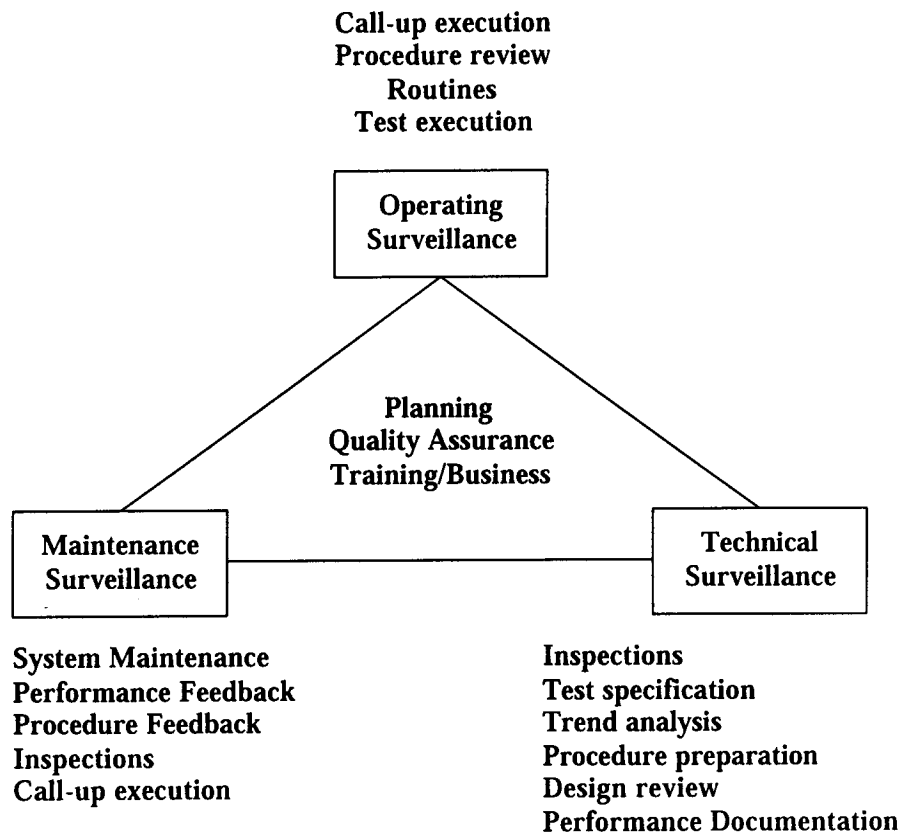 Call-up execution
Procedure review
Routines
Test execution
Operating
Surveillance
Planning
Quality Assurance
Training/Business
Maintenance
Surveillance
Technical
Surveillance
System Maintenance
Performance Feedback
Procedure Feedback
Inspections
Call-up execution
Inspections
Test specification
Trend analysis
Procedure preparation
Design review
Performance Documentation